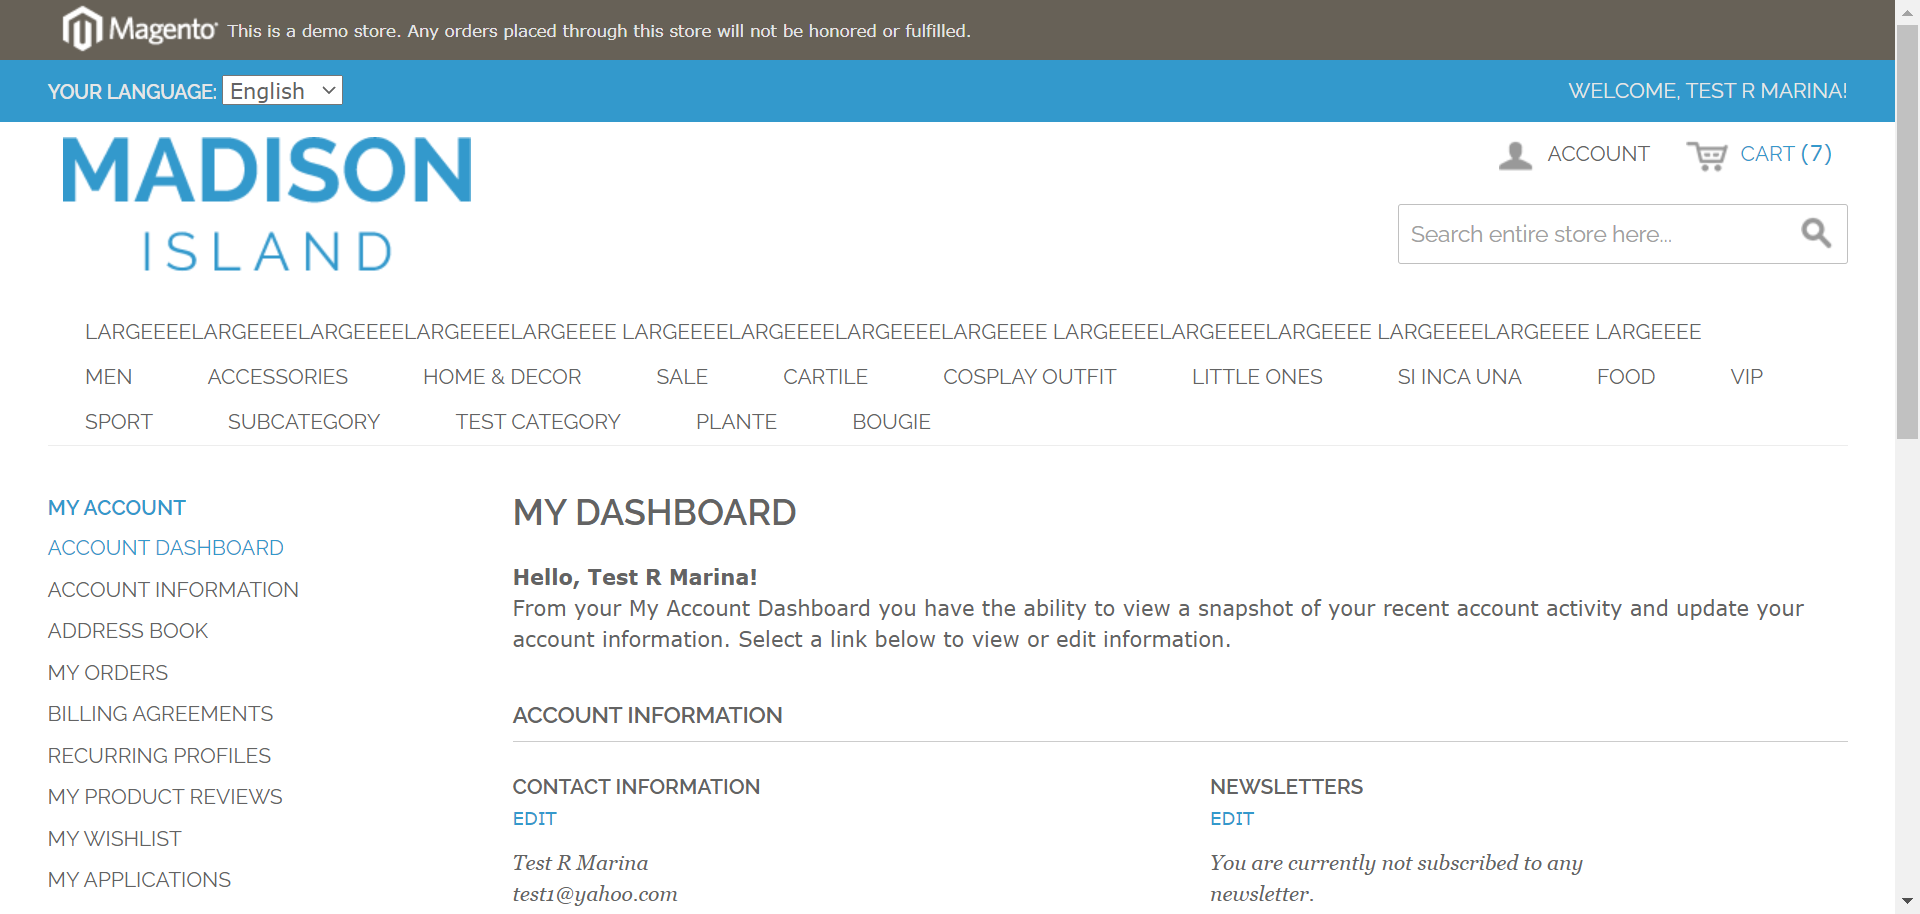 Magento This is a demo store. Any orders placed through this store will not be honored or fulfilled.
YOUR LANGUAGE: English
WELCOME, TEST R MARINA!
MADISON
ISLAND
ACCOUNT
CART (7)
Search entire store here...
LARGEEEELARGEEEELARGEEEELARGEEEELARGEEEE LARGEEEELARGEEEELARGEEEELARGEEEE LARGEEEELARGEEEELARGEEEE LARGEEEELARGEEEE LARGEEEE
MEN ACCESSORIES HOME & DECOR SALE CARTILE COSPLAY OUTFIT LITTLE ONES SI INCA UNA FOOD VIP
SPORT SUBCATEGORY TEST CATEGORY PLANTE BOUGIE
MY ACCOUNT
ACCOUNT DASHBOARD
ACCOUNT INFORMATION
ADDRESS BOOK
MY ORDERS
BILLING AGREEMENTS
RECURRING PROFILES
MY PRODUCT REVIEWS
MY WISHLIST
MY APPLICATIONS
MY DASHBOARD
Hello, Test R Marina!
From your My Account Dashboard you have the ability to view a snapshot of your recent account activity and update your
account information. Select a link below to view or edit information.
ACCOUNT INFORMATION
CONTACT INFORMATION
EDIT
Test R Marina
test1@yahoo.com
NEWSLETTERS
EDIT
You are currently not subscribed to any
newsletter.